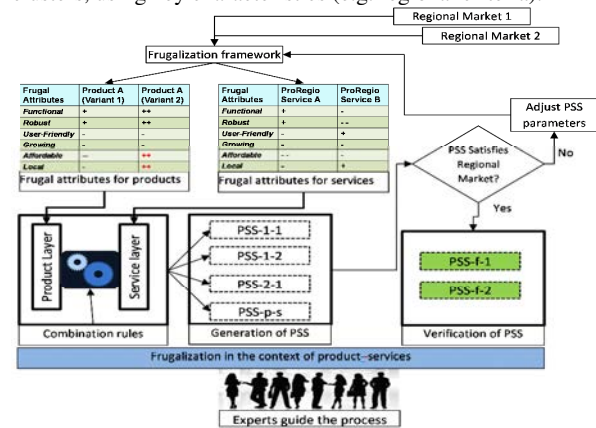 Regional Market 1
Regional Market 2
Frugalization framework
Frugal Attributes | Product A (Variant 1) | Product A (Variant 2)
Functional + ++
Robust + ++
User-Friendly - -
Growing - -
Affordable -- ++
Local - ++
Frugal attributes for products
Frugal Attributes | ProRegio Service A | ProRegio Service B
Functional + -
Robust + --
User-Friendly - +
Growing - -
Affordable -- -
Local - +
Frugal attributes for services
Adjust PSS
parameters
PSS Satisfies
Regional
Market?
No
Yes
Product Layer
Service layer
Combination rules
PSS-1-1
PSS-1-2
PSS-2-1
PSS-p-s
Generation of PSS
PSS-f-1
PSS-f-2
Verification of PSS
Frugalization in the context of product–services
Experts guide the process